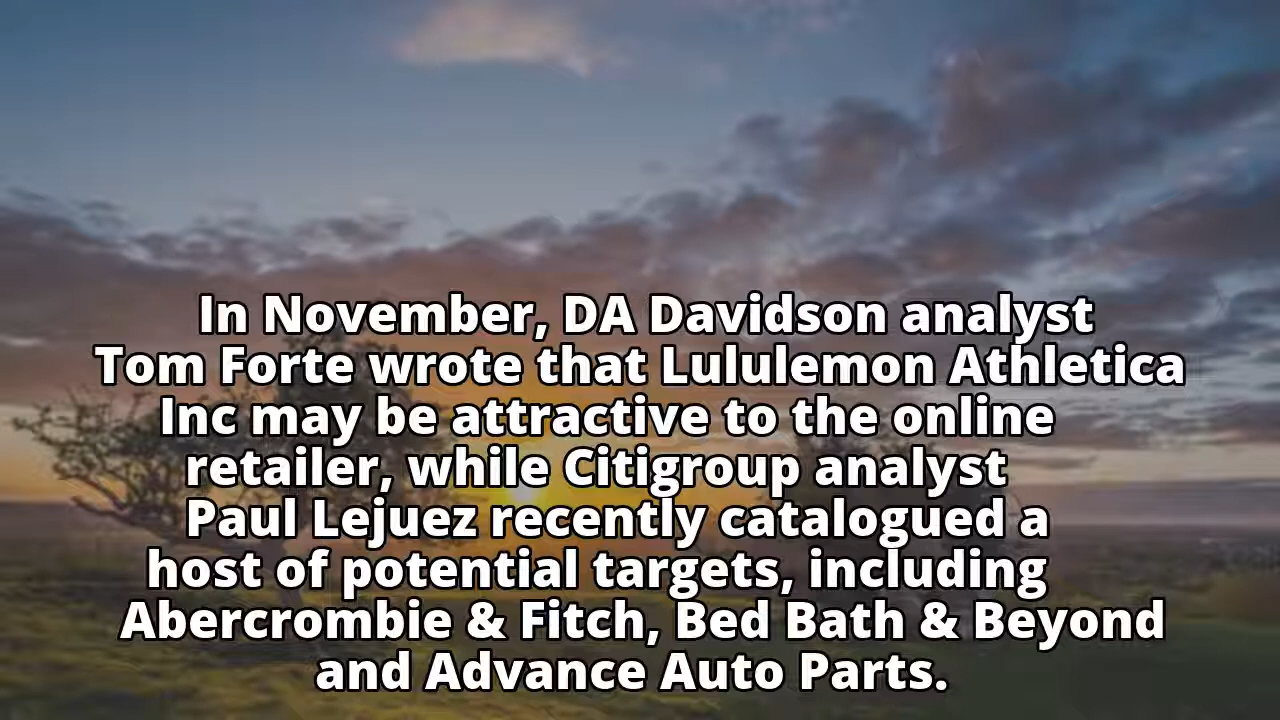 In November, DA Davidson analyst
Tom Forte wrote that Lululemon Athletica
Inc may be attractive to the online
retailer, while Citigroup analyst
Paul Lejuez recently catalogued a
host of potential targets, including
Abercrombie & Fitch, Bed Bath & Beyond
and Advance Auto Parts.